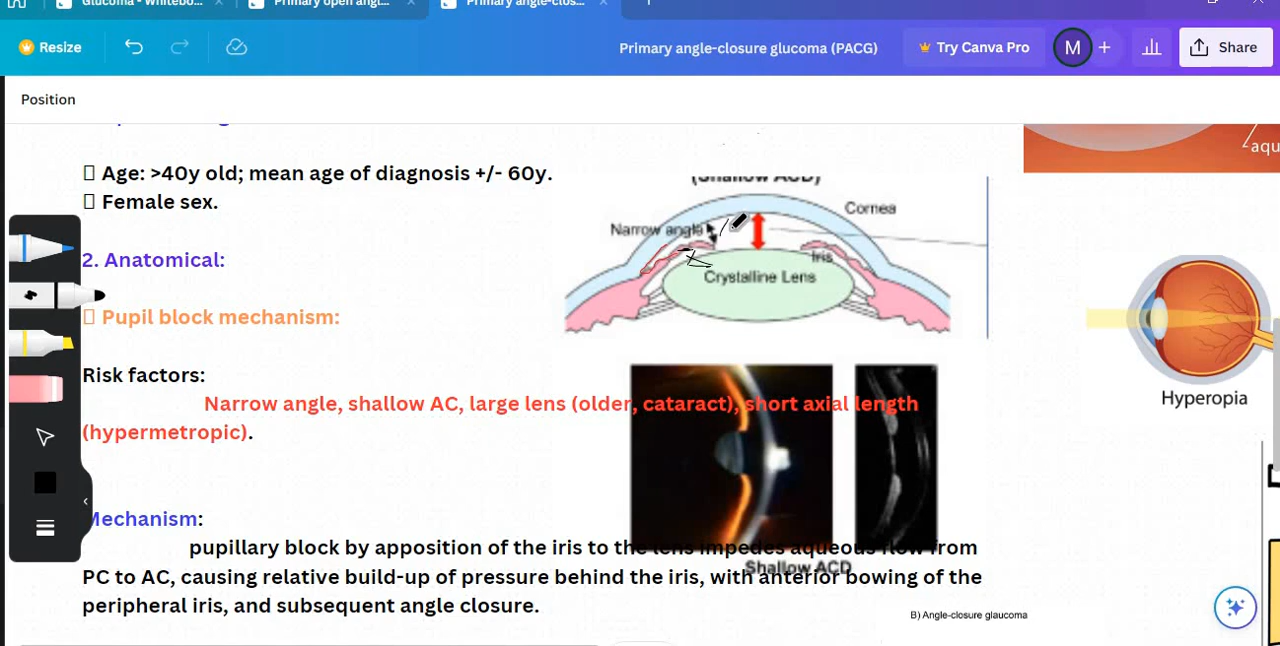 Glucoma - Whitebo...
Primary open angl...
Primary angle-clos...
Resize
Primary angle-closure glucoma (PACG)
Try Canva Pro
M
Share
Position
Age: >40y old; mean age of diagnosis +/- 60y.
Female sex.
2. Anatomical:
Pupil block mechanism:
Risk factors:
Narrow angle, shallow AC, large lens (older, cataract), short axial length
(hypermetropic).
Mechanism:
pupillary block by apposition of the iris to the lens impedes aqueous flow from
PC to AC, causing relative build-up of pressure behind the iris, with anterior bowing of the
peripheral iris, and subsequent angle closure.
(Shallow ACD)
Cornea
Narrow angle
Iris
Crystalline Lens
Shallow ACD
B) Angle-closure glaucoma
aqu
Hyperopia